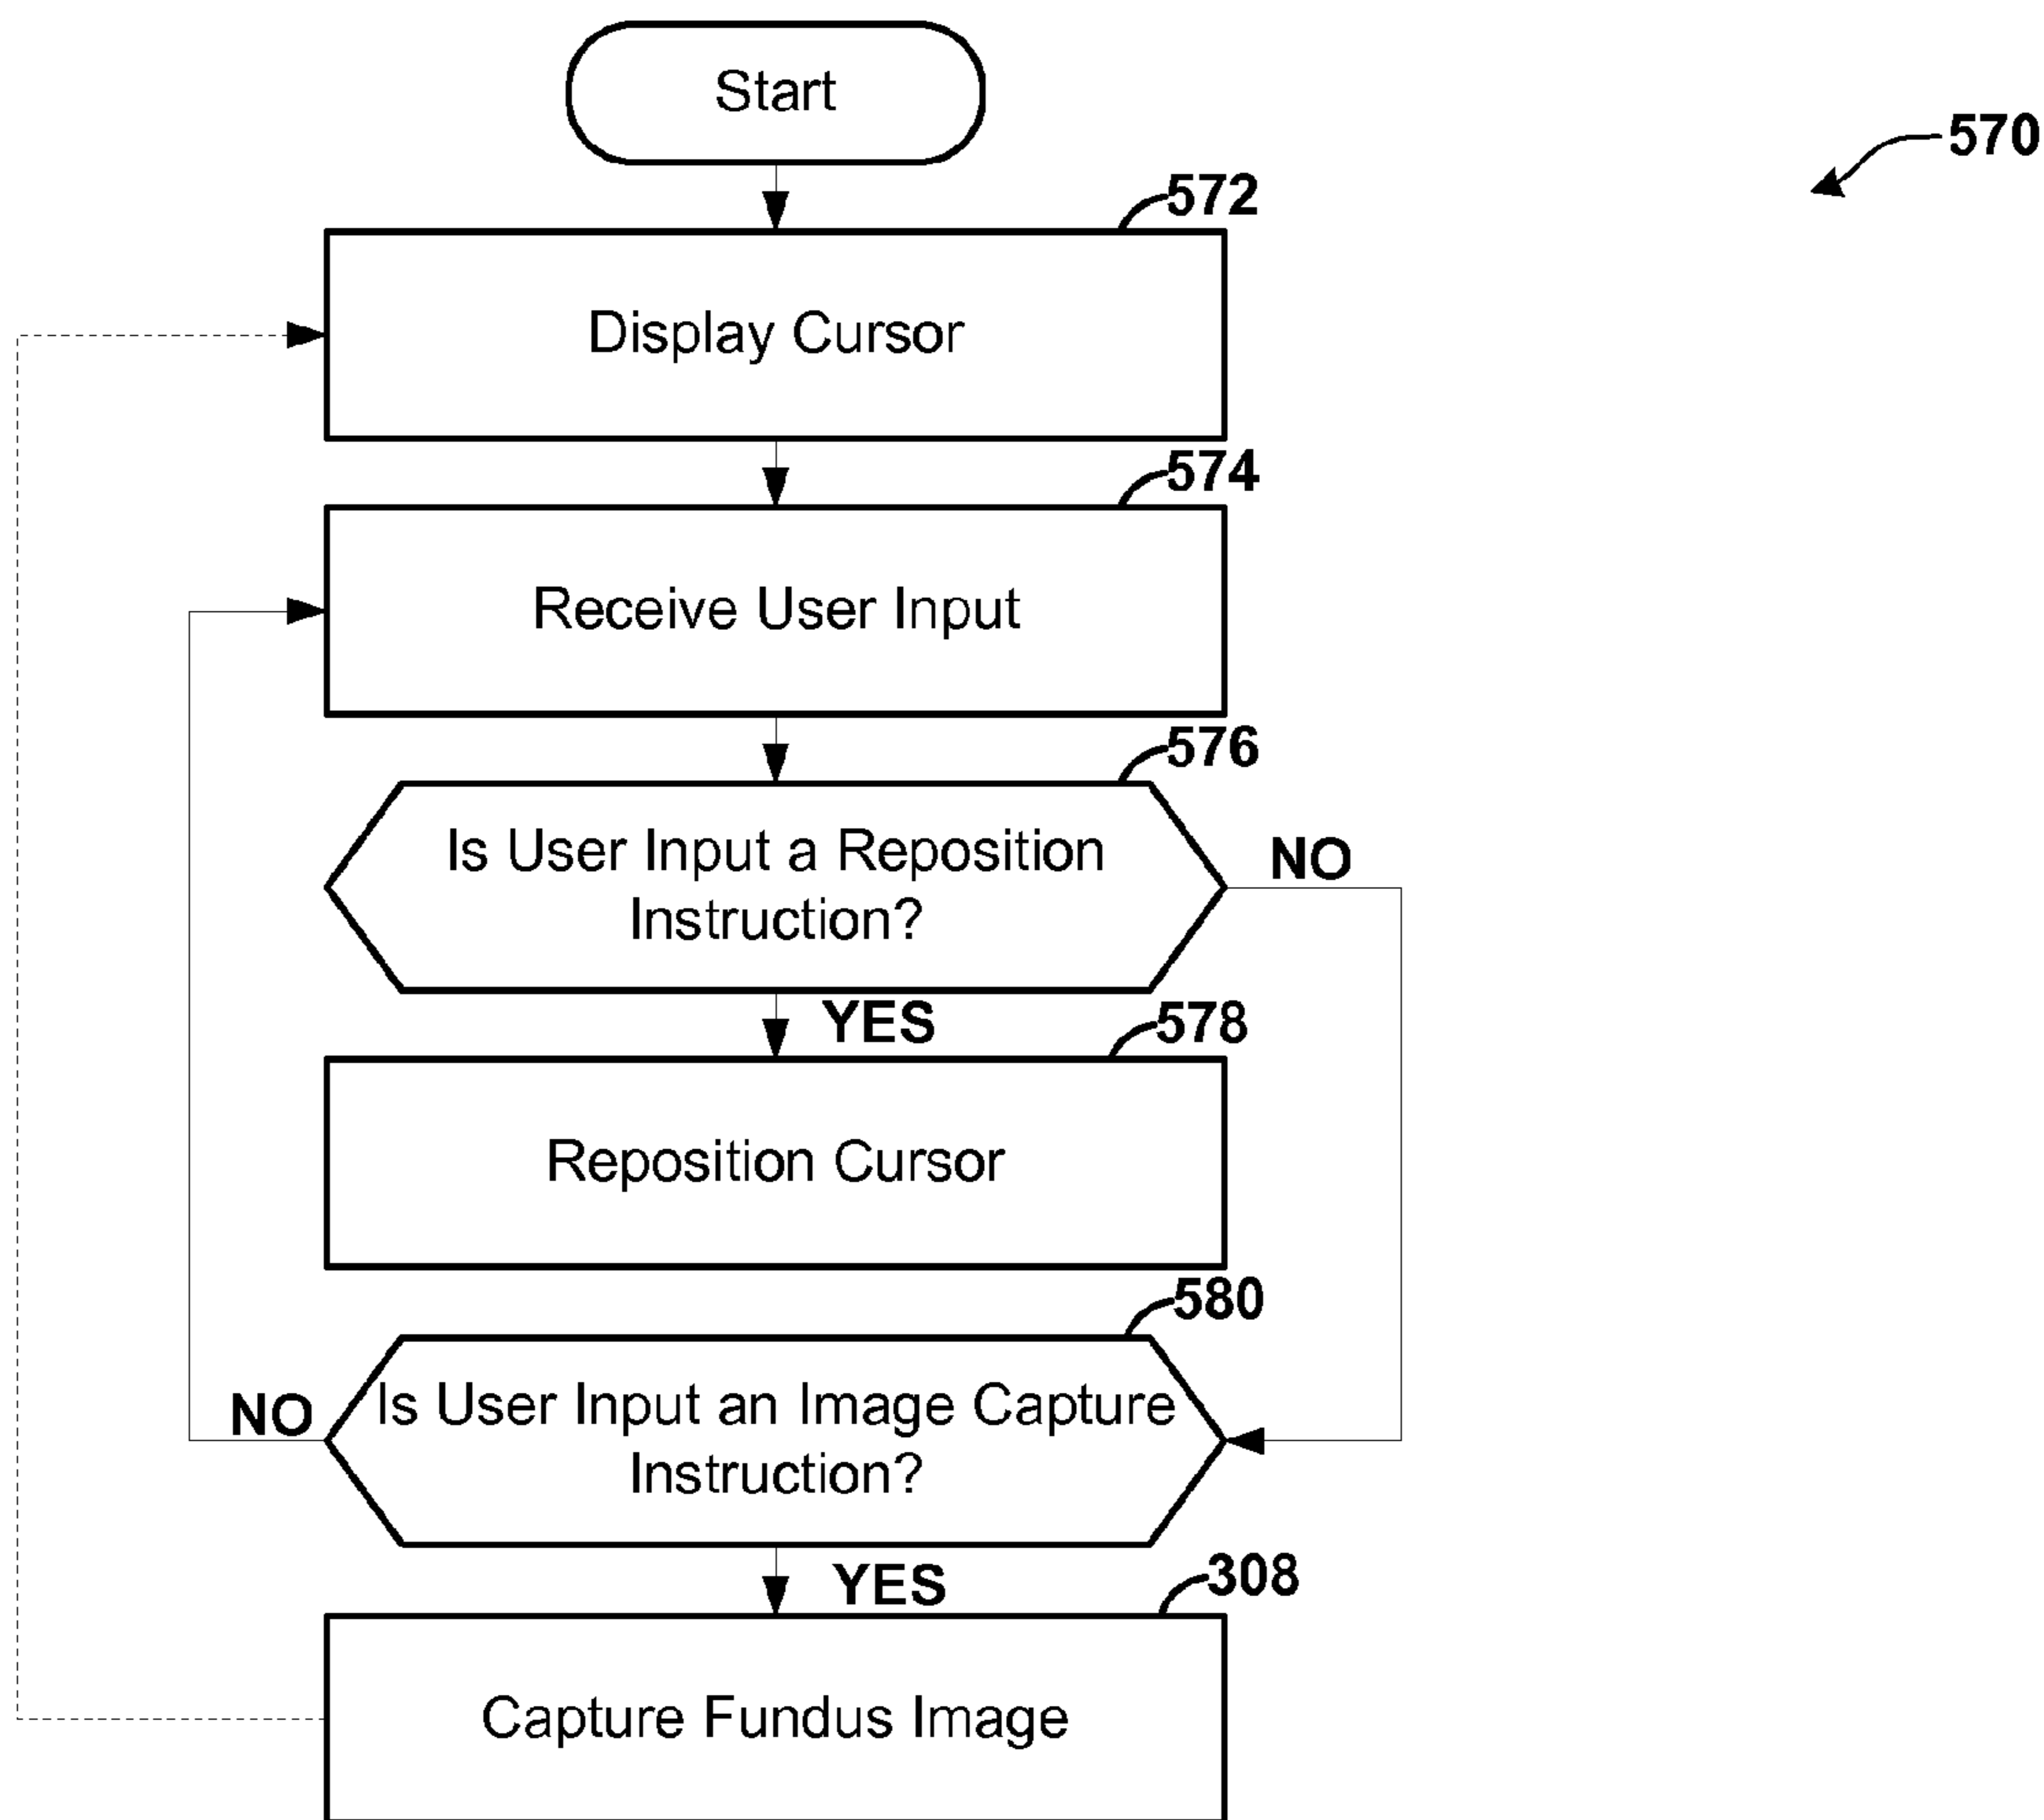 Start
570
572
Display Cursor
574
Receive User Input
576
Is User Input a Reposition
Instruction?
NO
YES
578
Reposition Cursor
580
NO
Is User Input an Image Capture
Instruction?
YES
308
Capture Fundus Image